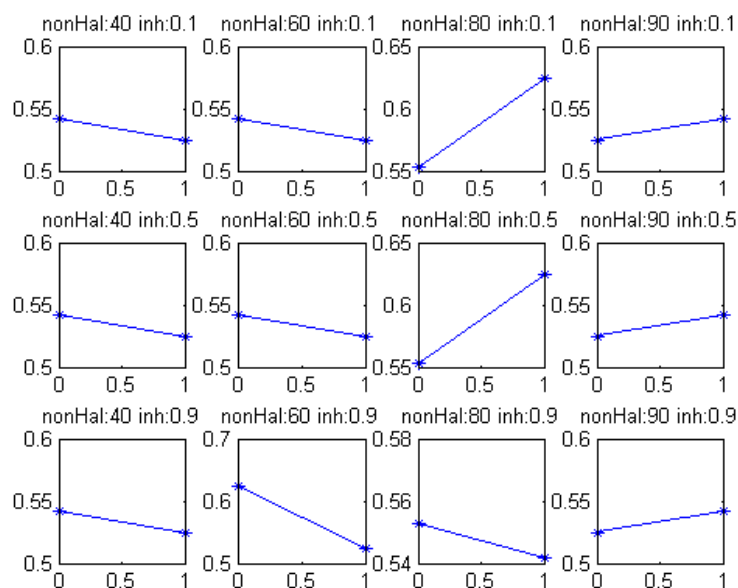 nonHal:40 inh:0.1 nonHal:60 inh:0.1 nonHal:80 inh:0.1 nonHal:90 inh:0.1
0.6 0.6 0.65 0.6
0.55 0.55 0.6 0.55
0.5 0.5 0.55 0.5
0 0.5 1 0 0.5 1 0 0.5 1 0 0.5 1
nonHal:40 inh:0.5 nonHal:60 inh:0.5 nonHal:80 inh:0.5 nonHal:90 inh:0.5
0.6 0.6 0.65 0.6
0.55 0.55 0.6 0.55
0.5 0.5 0.55 0.5
0 0.5 1 0 0.5 1 0 0.5 1 0 0.5 1
nonHal:40 inh:0.9 nonHal:60 inh:0.9 nonHal:80 inh:0.9 nonHal:90 inh:0.9
0.6 0.7 0.58 0.6
0.55 0.6 0.56 0.55
0.5 0.5 0.54 0.5
0 0.5 1 0 0.5 1 0 0.5 1 0 0.5 1